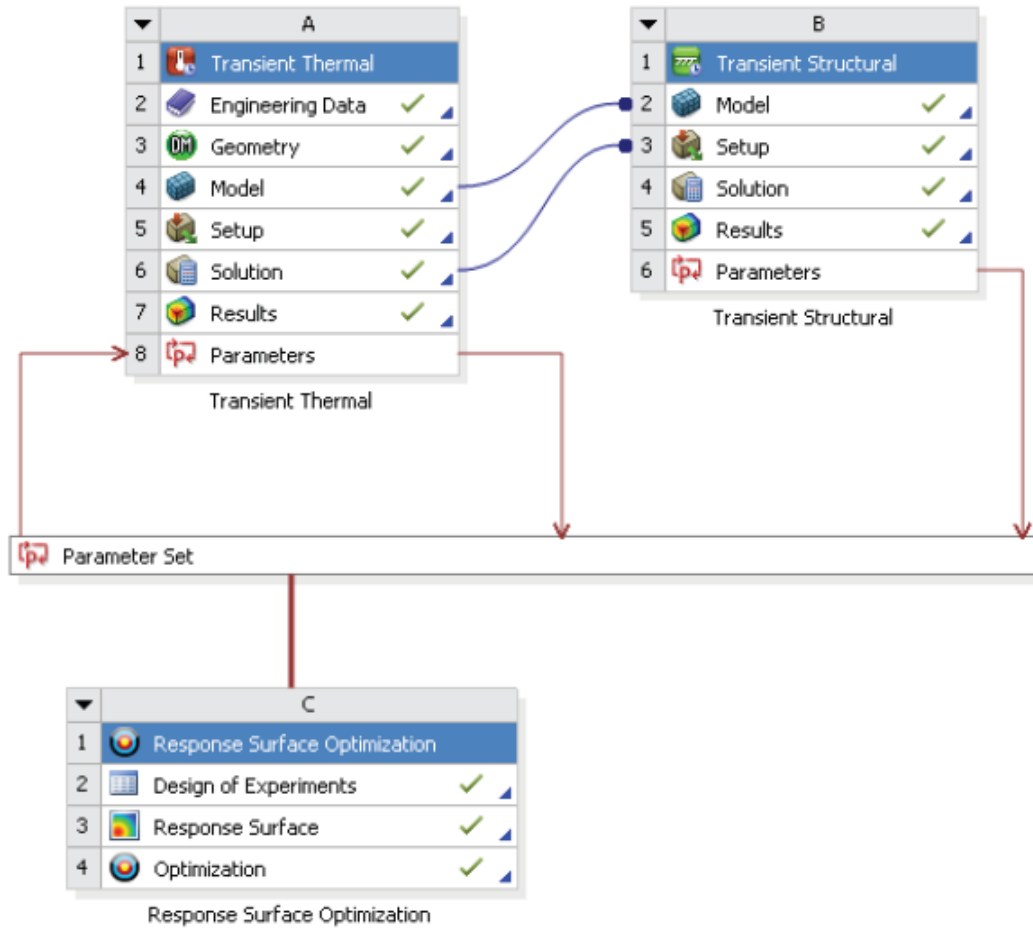 A
1 Transient Thermal
2 Engineering Data
3 DM Geometry
4 Model
5 Setup
6 Solution
7 Results
8 p Parameters
Transient Thermal
B
1 Transient Structural
2 Model
3 Setup
4 Solution
5 Results
6 p Parameters
Transient Structural
p Parameter Set
C
1 Response Surface Optimization
2 Design of Experiments
3 Response Surface
4 Optimization
Response Surface Optimization